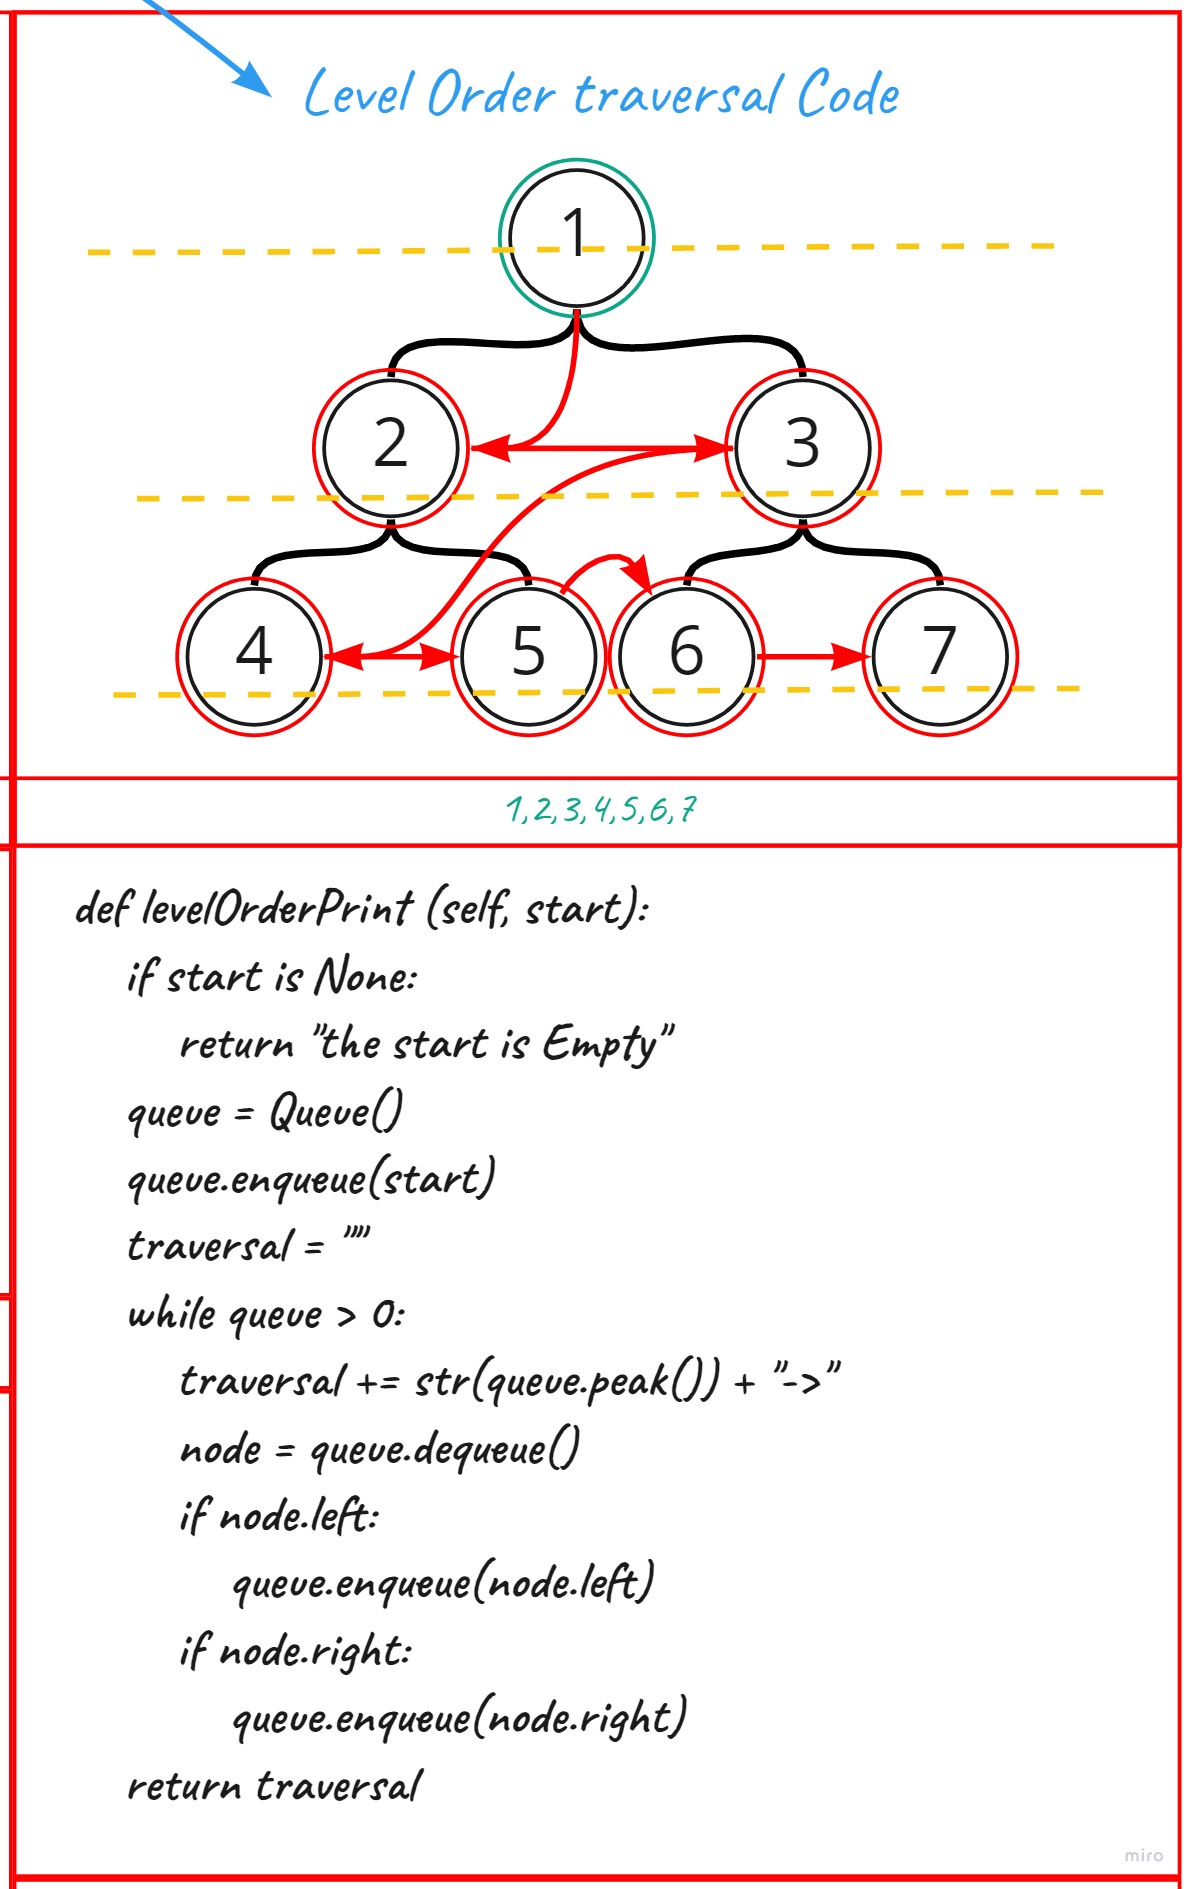 Level Order traversal Code
1
2 3
4 5 6 7
1,2,3,4,5,6,7
def levelOrderPrint (self, start):
if start is None:
return "the start is Empty"
queue = Queue()
queue.enqueue(start)
traversal = ""
while queue > 0:
traversal += str(queue.peak()) + "->"
node = queue.dequeue()
if node.left:
queue.enqueue(node.left)
if node.right:
queue.enqueue(node.right)
return traversal
miro